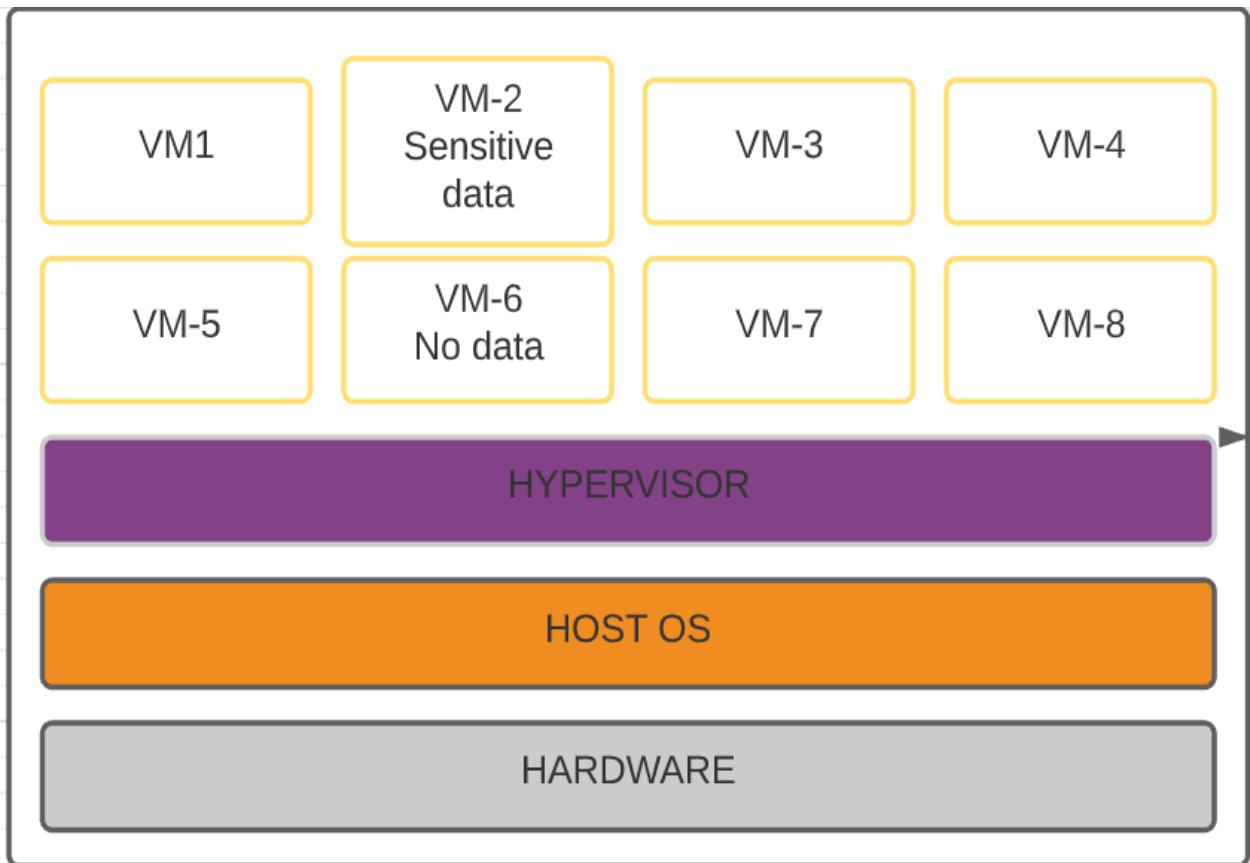 VM1
VM-2
Sensitive
data
VM-3
VM-4
VM-5
VM-6
No data
VM-7
VM-8
HYPERVISOR
HOST OS
HARDWARE